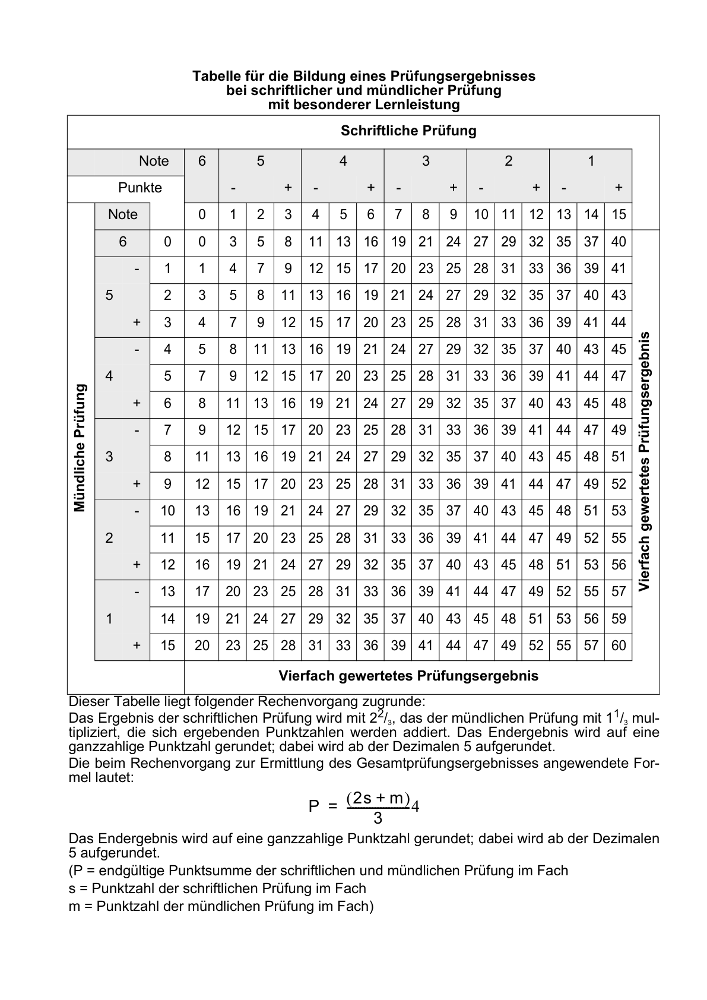 Tabelle für die Bildung eines Prüfungsergebnisses
bei schriftlicher und mündlicher Prüfung
mit besonderer Lernleistung
Schriftliche Prüfung
Note 6 5 4 3 2 1
Punkte - + - + - + - + - +
Note 0 1 2 3 4 5 6 7 8 9 10 11 12 13 14 15
6 0 0 3 5 8 11 13 16 19 21 24 27 29 32 35 37 40
- 1 1 4 7 9 12 15 17 20 23 25 28 31 33 36 39 41
5 2 3 5 8 11 13 16 19 21 24 27 29 32 35 37 40 43
+ 3 4 7 9 12 15 17 20 23 25 28 31 33 36 39 41 44
- 4 5 8 11 13 16 19 21 24 27 29 32 35 37 40 43 45
4 5 7 9 12 15 17 20 23 25 28 31 33 36 39 41 44 47
+ 6 8 11 13 16 19 21 24 27 29 32 35 37 40 43 45 48
- 7 9 12 15 17 20 23 25 28 31 33 36 39 41 44 47 49
3 8 11 13 16 19 21 24 27 29 32 35 37 40 43 45 48 51
+ 9 12 15 17 20 23 25 28 31 33 36 39 41 44 47 49 52
- 10 13 16 19 21 24 27 29 32 35 37 40 43 45 48 51 53
2 11 15 17 20 23 25 28 31 33 36 39 41 44 47 49 52 55
+ 12 16 19 21 24 27 29 32 35 37 40 43 45 48 51 53 56
- 13 17 20 23 25 28 31 33 36 39 41 44 47 49 52 55 57
1 14 19 21 24 27 29 32 35 37 40 43 45 48 51 53 56 59
+ 15 20 23 25 28 31 33 36 39 41 44 47 49 52 55 57 60
Mündliche Prüfung
Vierfach gewertetes Prüfungsergebnis
Vierfach gewertetes Prüfungsergebnis
Dieser Tabelle liegt folgender Rechenvorgang zugrunde:
Das Ergebnis der schriftlichen Prüfung wird mit 2 2/3, das der mündlichen Prüfung mit 1 1/3 mul-
tipliziert, die sich ergebenden Punktzahlen werden addiert. Das Endergebnis wird auf eine
ganzzahlige Punktzahl gerundet; dabei wird ab der Dezimalen 5 aufgerundet.
Die beim Rechenvorgang zur Ermittlung des Gesamtprüfungsergebnisses angewendete For-
mel lautet:
P = (2s + m)/3 4
Das Endergebnis wird auf eine ganzzahlige Punktzahl gerundet; dabei wird ab der Dezimalen
5 aufgerundet.
(P = endgültige Punktsumme der schriftlichen und mündlichen Prüfung im Fach
s = Punktzahl der schriftlichen Prüfung im Fach
m = Punktzahl der mündlichen Prüfung im Fach)